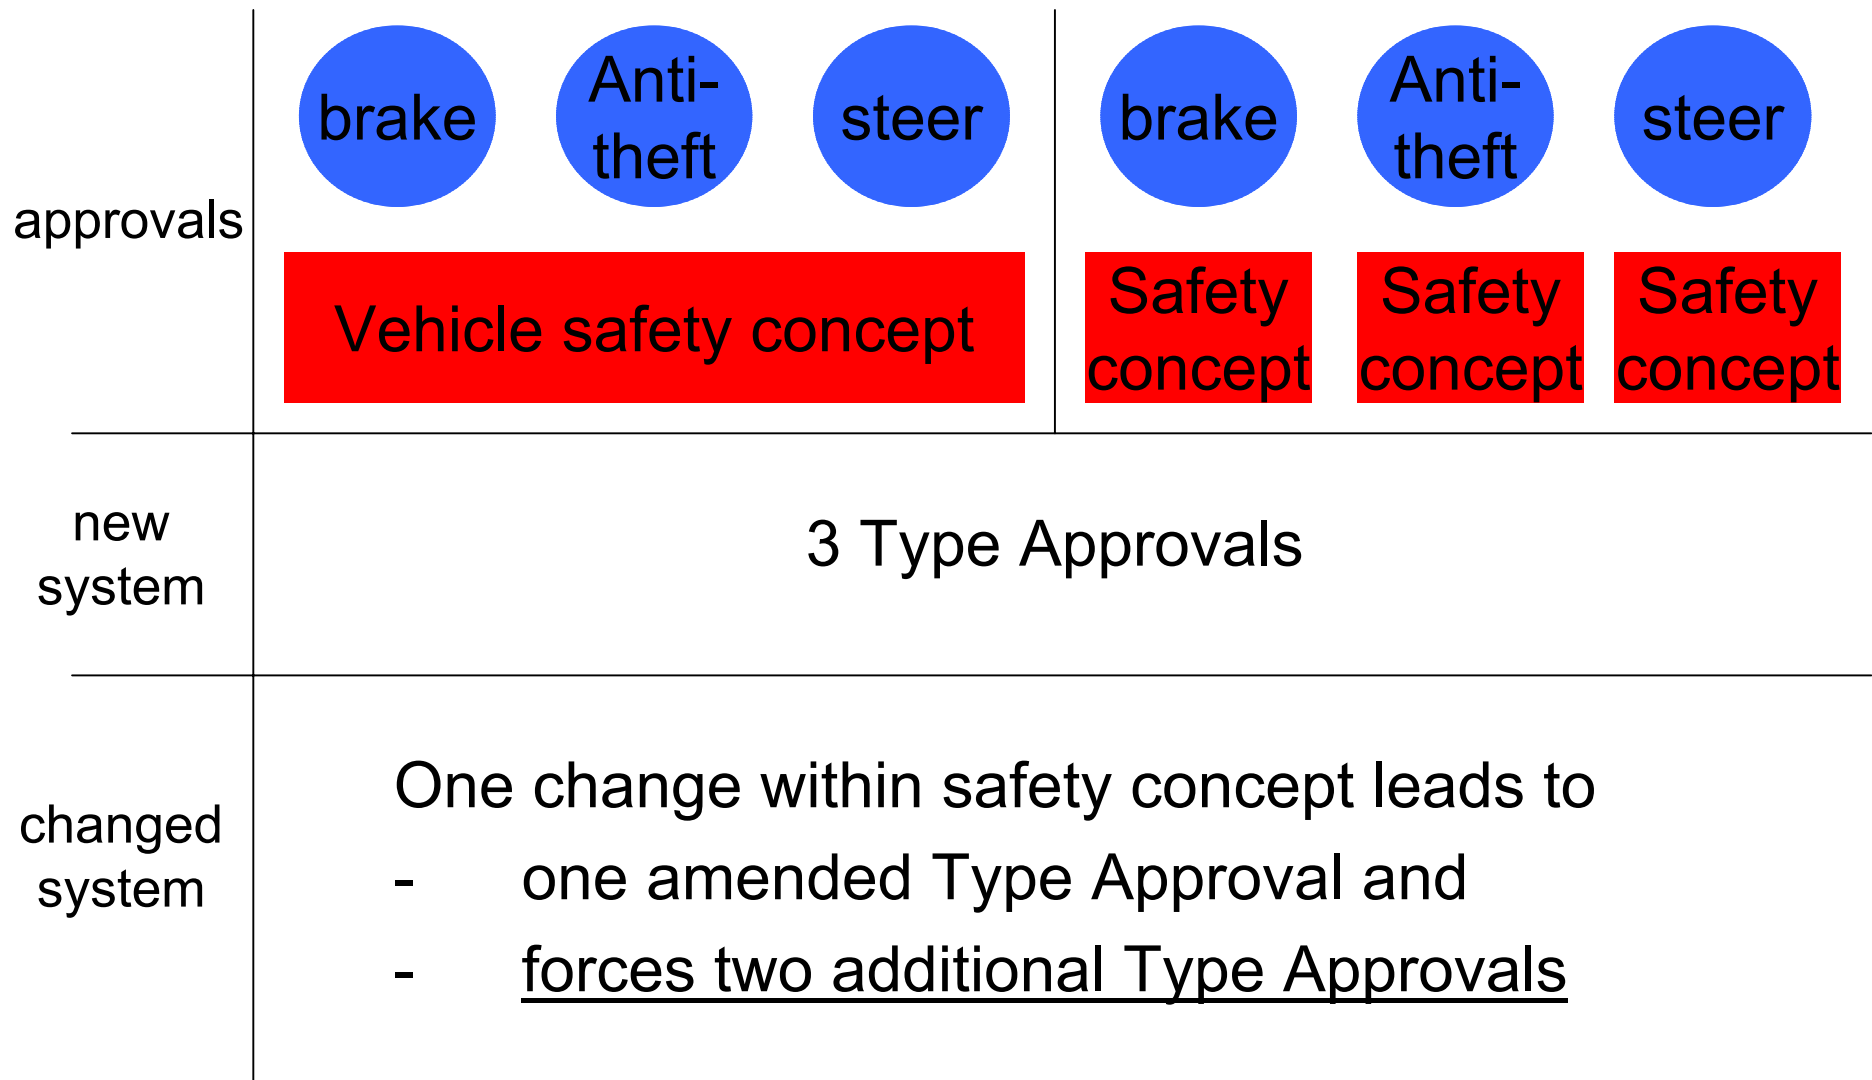 approvals
brake
Anti-
theft
steer
brake
Anti-
theft
steer
Vehicle safety concept
Safety
concept
Safety
concept
Safety
concept
new
system
3 Type Approvals
changed
system
One change within safety concept leads to
- one amended Type Approval and
- forces two additional Type Approvals